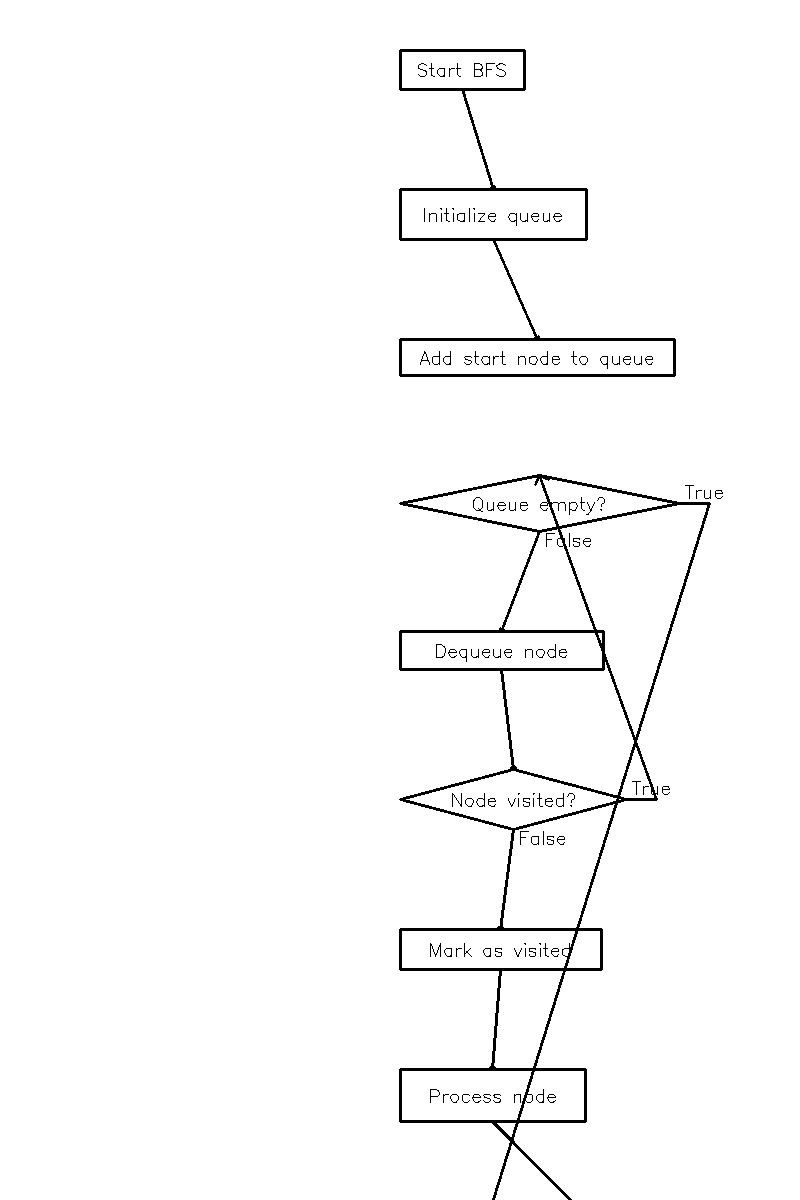 Start BFS
Initialize queue
Add start node to queue
Queue empty?
True
False
Dequeue node
Node visited?
True
False
Mark as visited
Process node